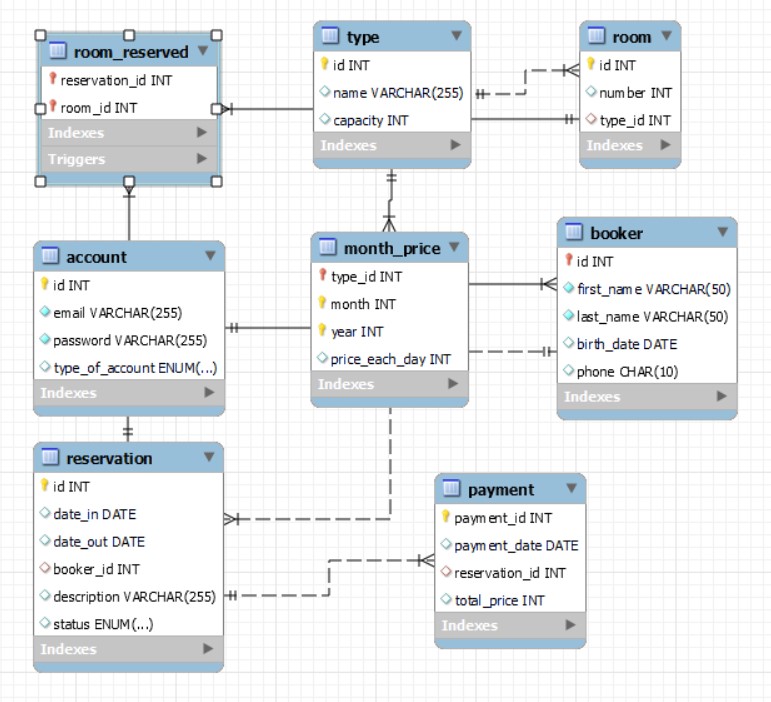 room_reserved
reservation_id INT
room_id INT
Indexes
Triggers
type
id INT
name VARCHAR(255)
capacity INT
Indexes
room
id INT
number INT
type_id INT
Indexes
account
id INT
email VARCHAR(255)
password VARCHAR(255)
type_of_account ENUM(...)
Indexes
month_price
type_id INT
month INT
year INT
price_each_day INT
Indexes
booker
id INT
first_name VARCHAR(50)
last_name VARCHAR(50)
birth_date DATE
phone CHAR(10)
Indexes
reservation
id INT
date_in DATE
date_out DATE
booker_id INT
description VARCHAR(255)
status ENUM(...)
Indexes
payment
payment_id INT
payment_date DATE
reservation_id INT
total_price INT
Indexes